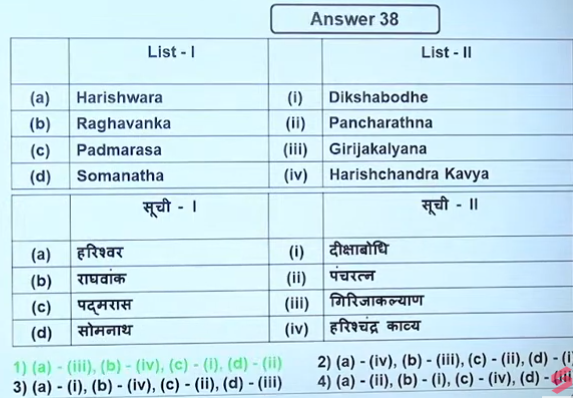 Answer 38
List - I List - II
(a) Harishwara (i) Dikshabodhe
(b) Raghavanka (ii) Pancharathna
(c) Padmarasa (iii) Girijakalyana
(d) Somanatha (iv) Harishchandra Kavya
सूची - I सूची - II
(a) हरिश्वर (i) दीक्षाबोधि
(b) राघवांक (ii) पंचरत्न
(c) पद्मरास (iii) गिरिजाकल्याण
(d) सोमनाथ (iv) हरिश्चंद्र काव्य
1) (a) - (iii), (b) - (iv), (c) - (i), (d) - (ii) 2) (a) - (iv), (b) - (iii), (c) - (ii), (d) - (i
3) (a) - (i), (b) - (iv), (c) - (ii), (d) - (iii) 4) (a) - (ii), (b) - (i), (c) - (iv), (d) -